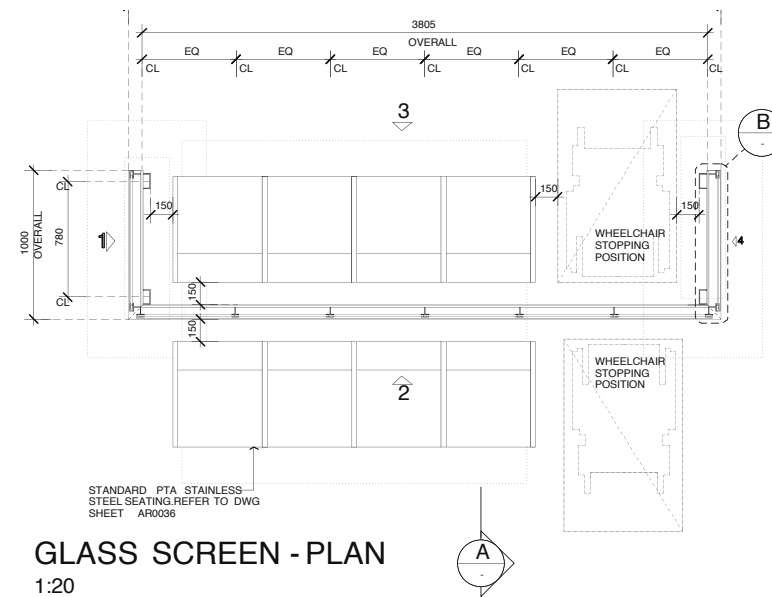 3805
OVERALL
EQ EQ EQ EQ EQ EQ
CL CL CL CL CL CL CL
3
B
-
CL
150
150
150
1000
OVERALL
780
1
WHEELCHAIR
STOPPING
POSITION
4
CL
150
150
WHEELCHAIR
STOPPING
POSITION
2
STANDARD PTA STAINLESS
STEEL SEATING.REFER TO DWG
SHEET AR0036
GLASS SCREEN - PLAN
1:20
A
-